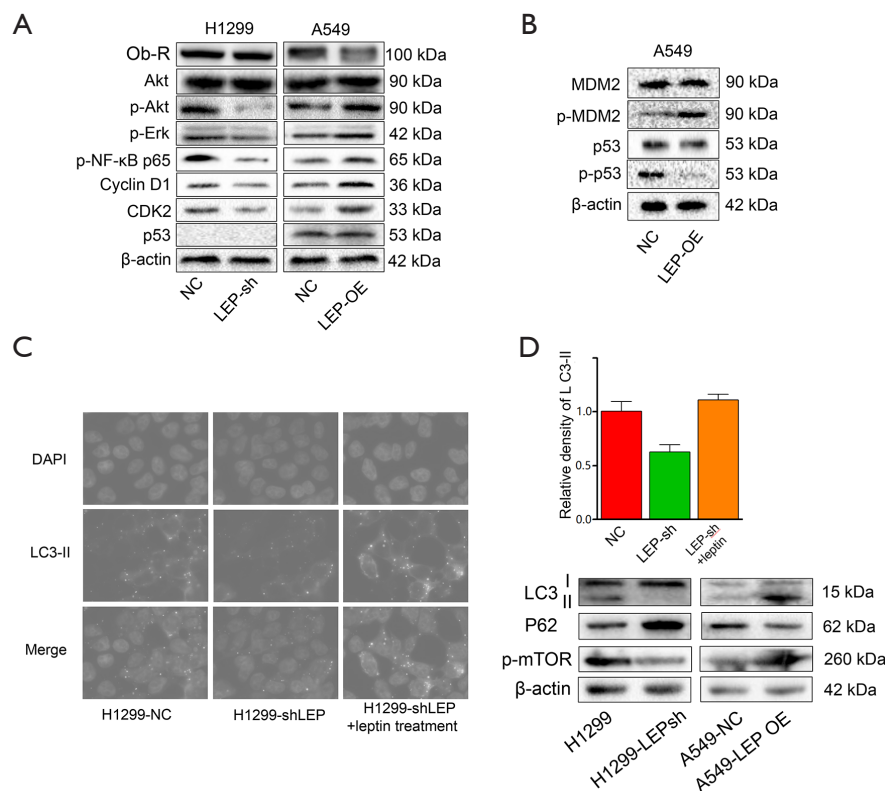 A
H1299 A549
Ob-R 100 kDa
Akt 90 kDa
p-Akt 90 kDa
p-Erk 42 kDa
p-NF-κB p65 65 kDa
Cyclin D1 36 kDa
CDK2 33 kDa
p53 53 kDa
β-actin 42 kDa
NC LEP-sh NC LEP-OE
B
A549
MDM2 90 kDa
p-MDM2 90 kDa
p53 53 kDa
p-p53 53 kDa
β-actin 42 kDa
NC LEP-OE
C
DAPI
LC3-II
Merge
H1299-NC H1299-shLEP H1299-shLEP
+leptin treatment
D
Relative density of L C3-II
1.0
0.5
0.0
NC LEP-sh LEP-sh
+leptin
LC3 I
II 15 kDa
P62 62 kDa
p-mTOR 260 kDa
β-actin 42 kDa
H1299 H1299-LEPsh A549-NC A549-LEP OE